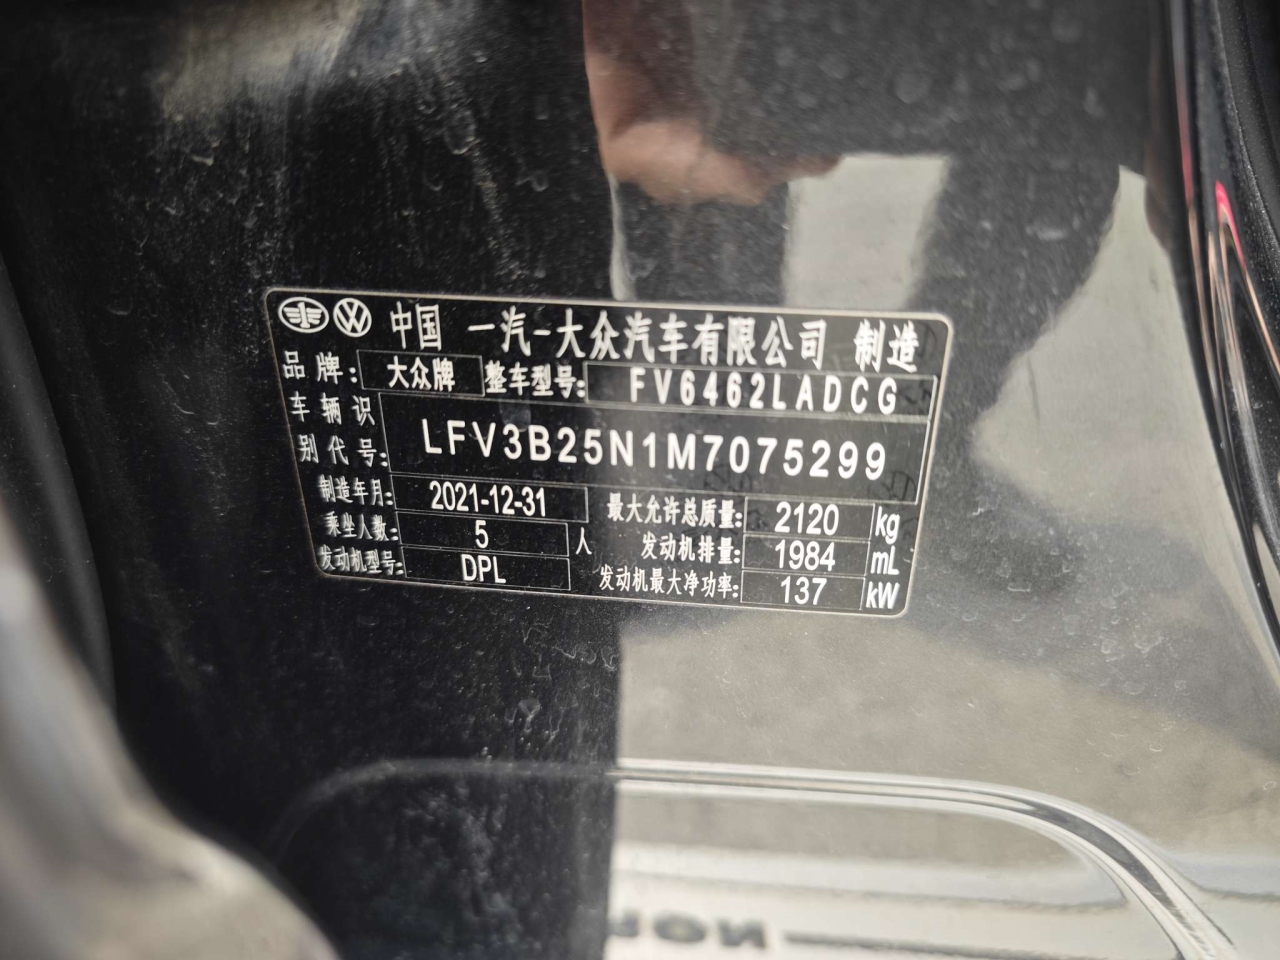 中国 一汽-大众汽车有限公司 制造
品牌: 大众牌 整车型号: FV6462LADCG
车辆识别代号: LFV3B25N1M7075299
制造年月: 2021-12-31 最大允许总质量: 2120 kg
乘坐人数: 5 人 发动机排量: 1984 mL
发动机型号: DPL 发动机最大净功率: 137 kW